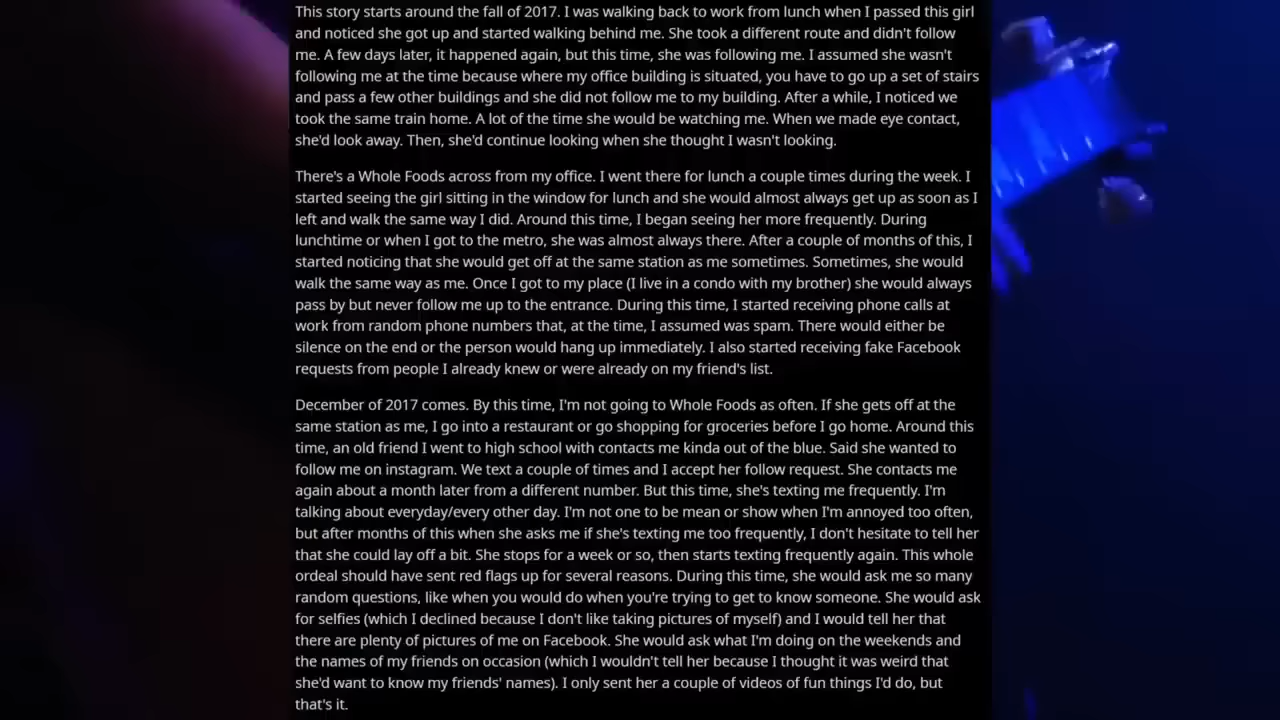 This story starts around the fall of 2017. I was walking back to work from lunch when I passed this girl
and noticed she got up and started walking behind me. She took a different route and didn't follow
me. A few days later, it happened again, but this time, she was following me. I assumed she wasn't
following me at the time because where my office building is situated, you have to go up a set of stairs
and pass a few other buildings and she did not follow me to my building. After a while, I noticed we
took the same train home. A lot of the time she would be watching me. When we made eye contact,
she'd look away. Then, she'd continue looking when she thought I wasn't looking.
There's a Whole Foods across from my office. I went there for lunch a couple times during the week. I
started seeing the girl sitting in the window for lunch and she would almost always get up as soon as I
left and walk the same way I did. Around this time, I began seeing her more frequently. During
lunchtime or when I got to the metro, she was almost always there. After a couple of months of this, I
started noticing that she would get off at the same station as me sometimes. Sometimes, she would
walk the same way as me. Once I got to my place (I live in a condo with my brother) she would always
pass by but never follow me up to the entrance. During this time, I started receiving phone calls at
work from random phone numbers that, at the time, I assumed was spam. There would either be
silence on the end or the person would hang up immediately. I also started receiving fake Facebook
requests from people I already knew or were already on my friend's list.
December of 2017 comes. By this time, I'm not going to Whole Foods as often. If she gets off at the
same station as me, I go into a restaurant or go shopping for groceries before I go home. Around this
time, an old friend I went to high school with contacts me kinda out of the blue. Said she wanted to
follow me on instagram. We text a couple of times and I accept her follow request. She contacts me
again about a month later from a different number. But this time, she's texting me frequently. I'm
talking about everyday/every other day. I'm not one to be mean or show when I'm annoyed too often,
but after months of this when she asks me if she's texting me too frequently, I don't hesitate to tell her
that she could lay off a bit. She stops for a week or so, then starts texting frequently again. This whole
ordeal should have sent red flags up for several reasons. During this time, she would ask me so many
random questions, like when you would do when you're trying to get to know someone. She would ask
for selfies (which I declined because I don't like taking pictures of myself) and I would tell her that
there are plenty of pictures of me on Facebook. She would ask what I'm doing on the weekends and
the names of my friends on occasion (which I wouldn't tell her because I thought it was weird that
she'd want to know my friends' names). I only sent her a couple of videos of fun things I'd do, but
that's it.